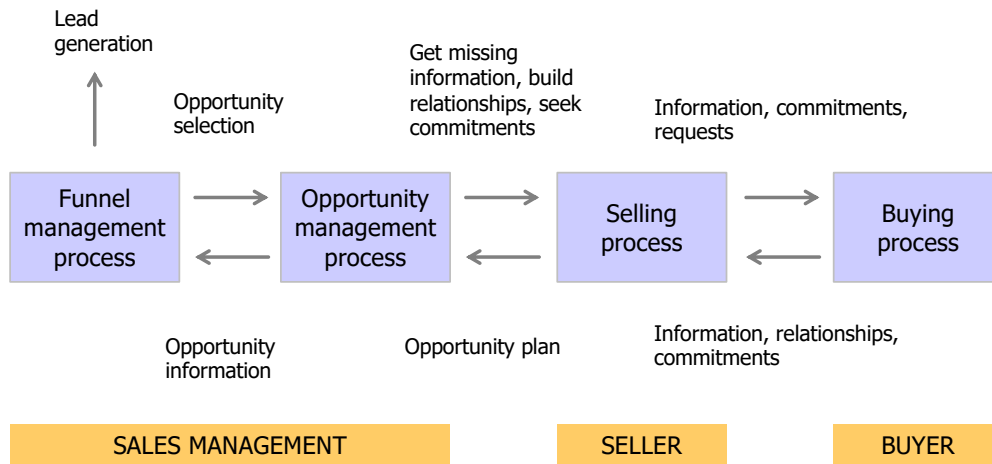 Lead
generation
Opportunity
selection
Get missing
information, build
relationships, seek
commitments
Information, commitments,
requests
Funnel
management
process
Opportunity
management
process
Selling
process
Buying
process
Opportunity
information
Opportunity plan
Information, relationships,
commitments
SALES MANAGEMENT
SELLER
BUYER